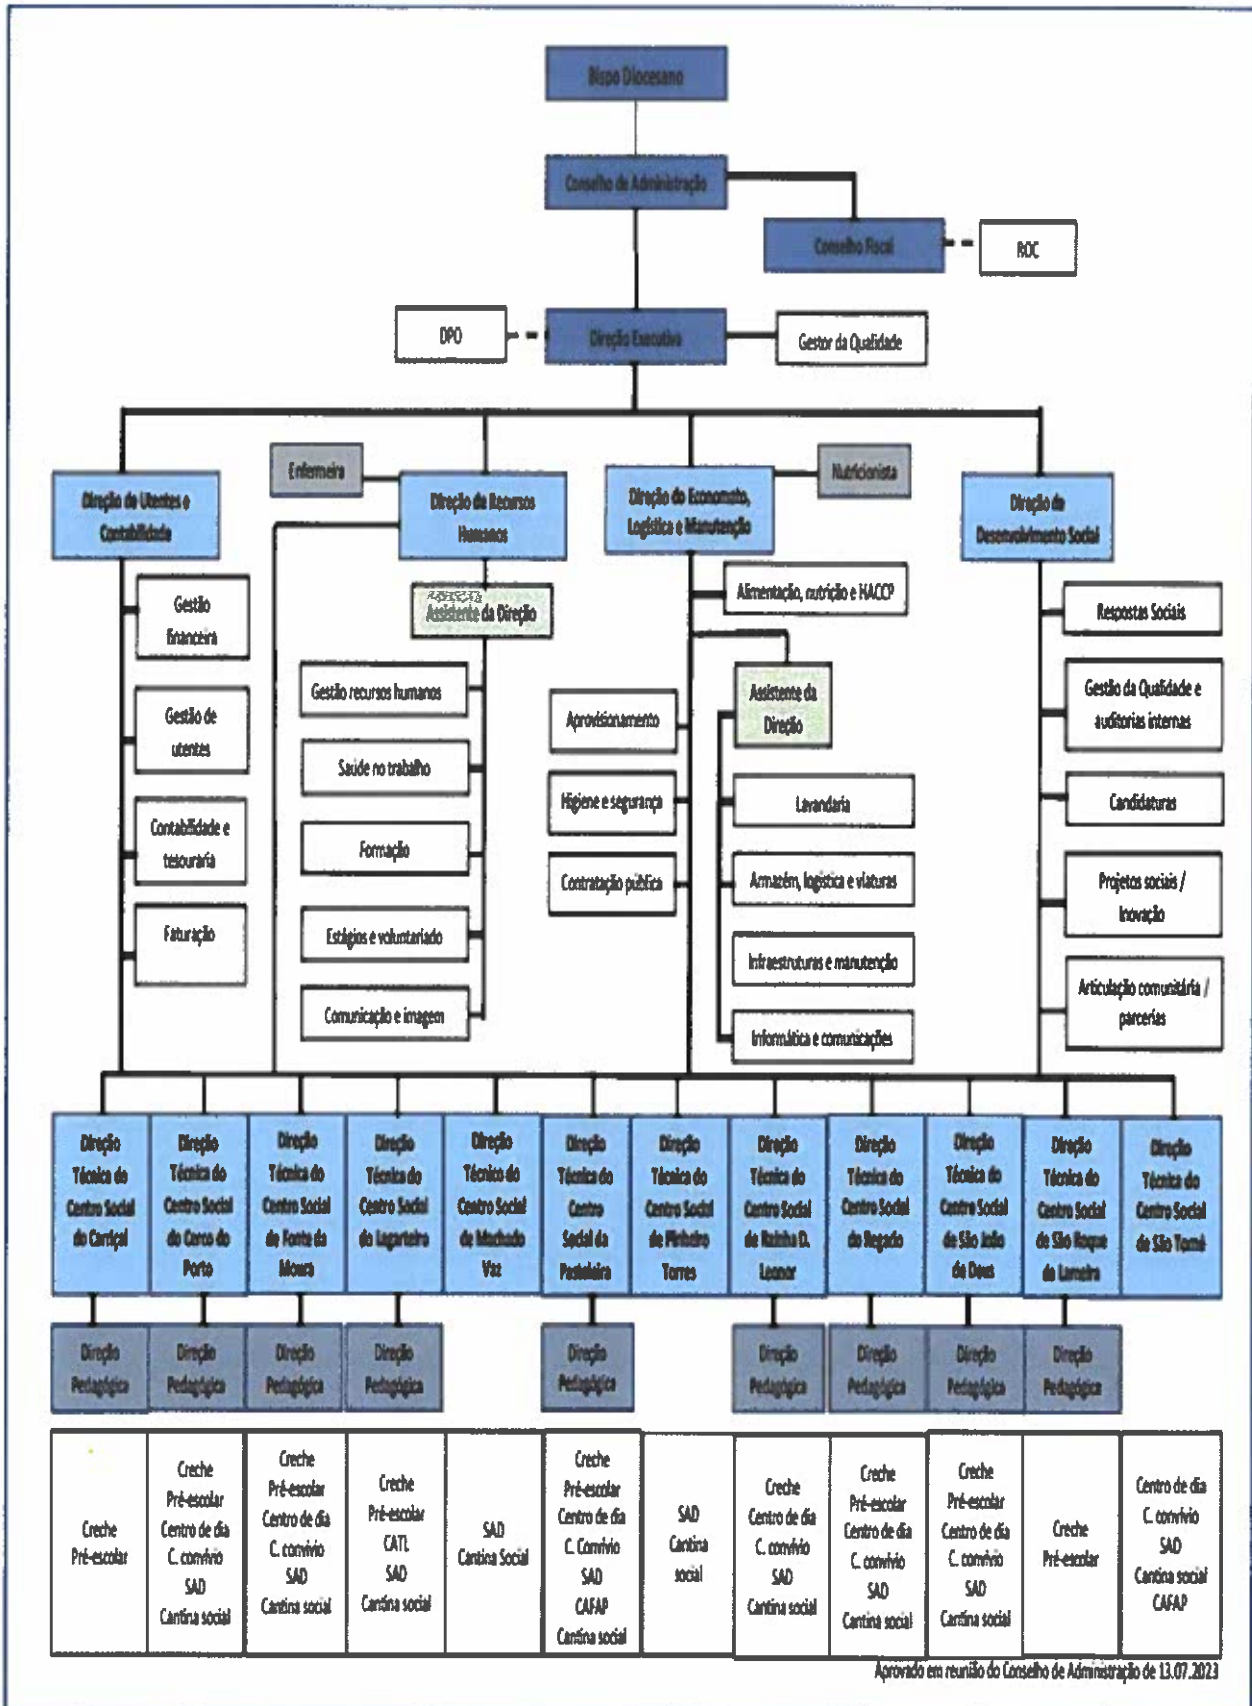 Bispo Diocesano
Conselho de Administração
Conselho Fiscal
ROC
DPO
Direção Executiva
Gestor da Qualidade
Enfermeira
Nutricionista
Direção de Utentes e
Contabilidade
Direção de Recursos
Humanos
Direção do Economato,
Logística e Manutenção
Direção de
Desenvolvimento Social
Gestão
financeira
Gestão de
utentes
Contabilidade e
tesouraria
Faturação
Assistente da Direção
Gestão recursos humanos
Saúde no trabalho
Formação
Estágios e voluntariado
Comunicação e imagem
Alimentação, nutrição e HACCP
Aprovisionamento
Higiene e segurança
Contratação pública
Assistente da
Direção
Lavandaria
Armazém, logística e viaturas
Infraestruturas e manutenção
Informática e comunicações
Respostas Sociais
Gestão da Qualidade e
auditorias internas
Candidaturas
Projetos sociais /
Inovação
Articulação comunitária /
parcerias
Direção
Técnica do
Centro Social
do Carriçal
Direção
Técnica do
Centro Social
do Cerco do
Porto
Direção
Técnica do
Centro Social
de Fonte da
Moura
Direção
Técnica do
Centro Social
do Lagarteiro
Direção
Técnico do
Centro Social
de Machado
Vaz
Direção
Técnica do
Centro
Social da
Pasteleira
Direção
Técnica do
Centro Social
de Pinheiro
Torres
Direção
Técnica do
Centro Social
de Rainha D.
Leonor
Direção
Técnica do
Centro Social
do Regado
Direção
Técnica do
Centro Social
de São João
de Deus
Direção
Técnica do
Centro Social
de São Roque
da Lameira
Direção
Técnica do
Centro Social
de São Tomé
Direção
Pedagógica
Direção
Pedagógica
Direção
Pedagógica
Direção
Pedagógica
Direção
Pedagógica
Direção
Pedagógica
Direção
Pedagógica
Direção
Pedagógica
Direção
Pedagógica
Creche
Pré-escolar
Creche
Pré-escolar
Centro de dia
C. convívio
SAD
Cantina social
Creche
Pré-escolar
Centro de dia
C. convívio
SAD
Cantina social
Creche
Pré-escolar
CATL
SAD
Cantina social
SAD
Cantina Social
Creche
Pré-escolar
Centro de dia
C. Convívio
SAD
CAFAP
Cantina social
SAD
Cantina
social
Creche
Centro de dia
C. convívio
SAD
Cantina social
Creche
Pré-escolar
Centro de dia
C. convívio
SAD
Cantina social
Creche
Pré-escolar
Centro de dia
C. convívio
SAD
Cantina social
Creche
Pré-escolar
Centro de dia
C. convívio
SAD
Cantina social
CAFAP
Aprovado em reunião do Conselho de Administração de 13.07.2023